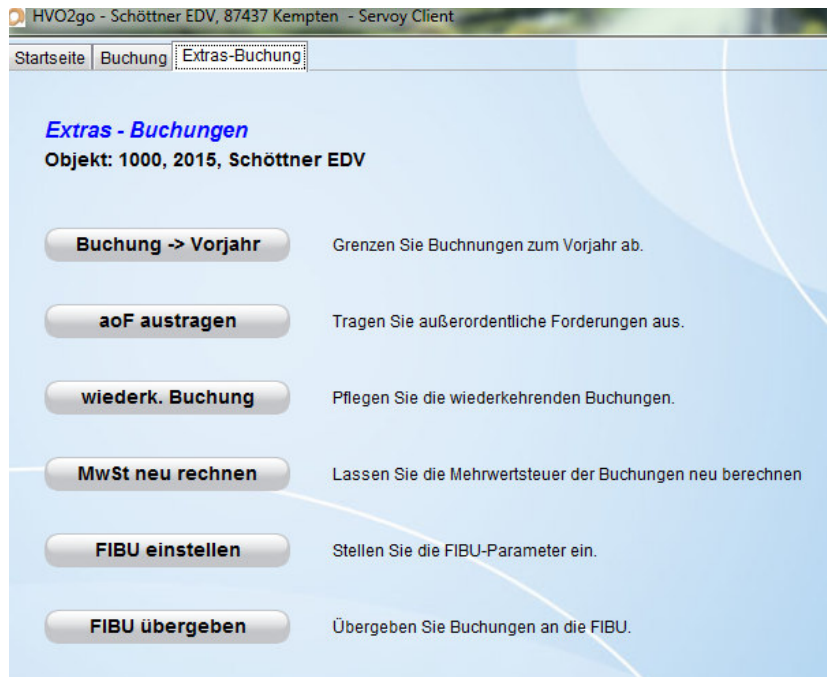 HVO2go - Schöttner EDV, 87437 Kempten - Servoy Client
Startseite Buchung Extras-Buchung
Extras - Buchungen
Objekt: 1000, 2015, Schöttner EDV
Buchung -> Vorjahr Grenzen Sie Buchnungen zum Vorjahr ab.
aoF austragen Tragen Sie außerordentliche Forderungen aus.
wiederk. Buchung Pflegen Sie die wiederkehrenden Buchungen.
MwSt neu rechnen Lassen Sie die Mehrwertsteuer der Buchungen neu berechnen
FIBU einstellen Stellen Sie die FIBU-Parameter ein.
FIBU übergeben Übergeben Sie Buchungen an die FIBU.